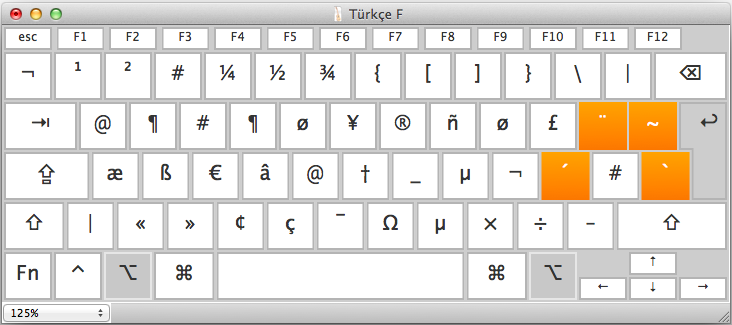 Türkçe F
esc F1 F2 F3 F4 F5 F6 F7 F8 F9 F10 F11 F12
¬ ¹ ² # ¼ ½ ¾ { [ ] } \ | ⌫
⇥ @ ¶ # ¶ ø ¥ ® ñ ø £ ¨ ~ ↩
⇪ æ ß € â @ † _ µ ¬ ´ # `
⇧ | « » ¢ ç ¯ Ω µ × ÷ – ⇧
Fn ^ ⌥ ⌘ ⌘ ⌥ ← ↑ ↓ →
125%